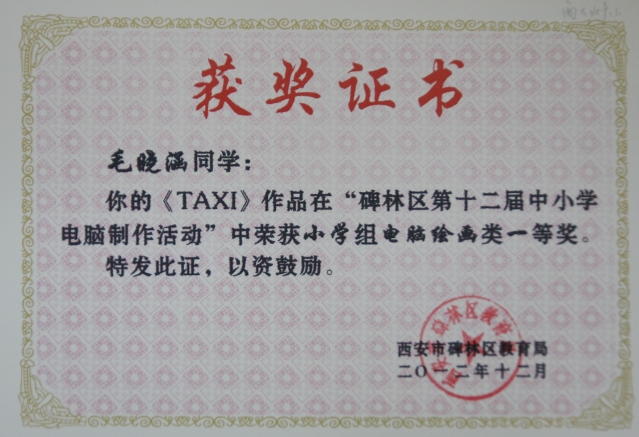 获奖证书
毛晓涵同学：
你的《TAXI》作品在“碑林区第十二届中小学
电脑制作活动”中荣获小学组电脑绘画类一等奖。
特发此证，以资鼓励。
西安市碑林区教育局
二〇一二年十二月